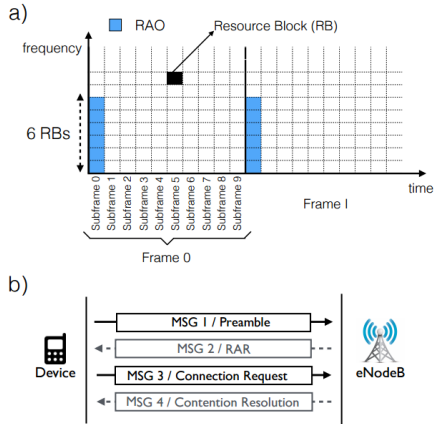 a)
RAO
Resource Block (RB)
frequency
6 RBs
time
Subframe 0
Subframe 1
Subframe 2
Subframe 3
Subframe 4
Subframe 5
Subframe 6
Subframe 7
Subframe 8
Subframe 9
Frame I
Frame 0
b)
MSG 1 / Preamble
MSG 2 / RAR
Device
eNodeB
MSG 3 / Connection Request
MSG 4 / Contention Resolution